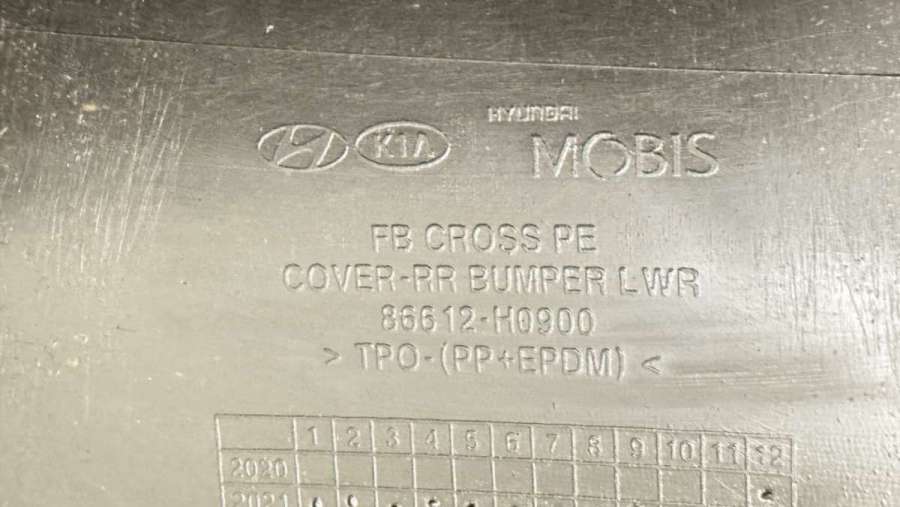 HYUNDAI
KIA MOBIS
FB CROSS PE
COVER-RR BUMPER LWR
86612-H0900
> TPO-(PP+EPDM) <
1 2 3 4 5 6 7 8 9 10 11 12
2020
2021